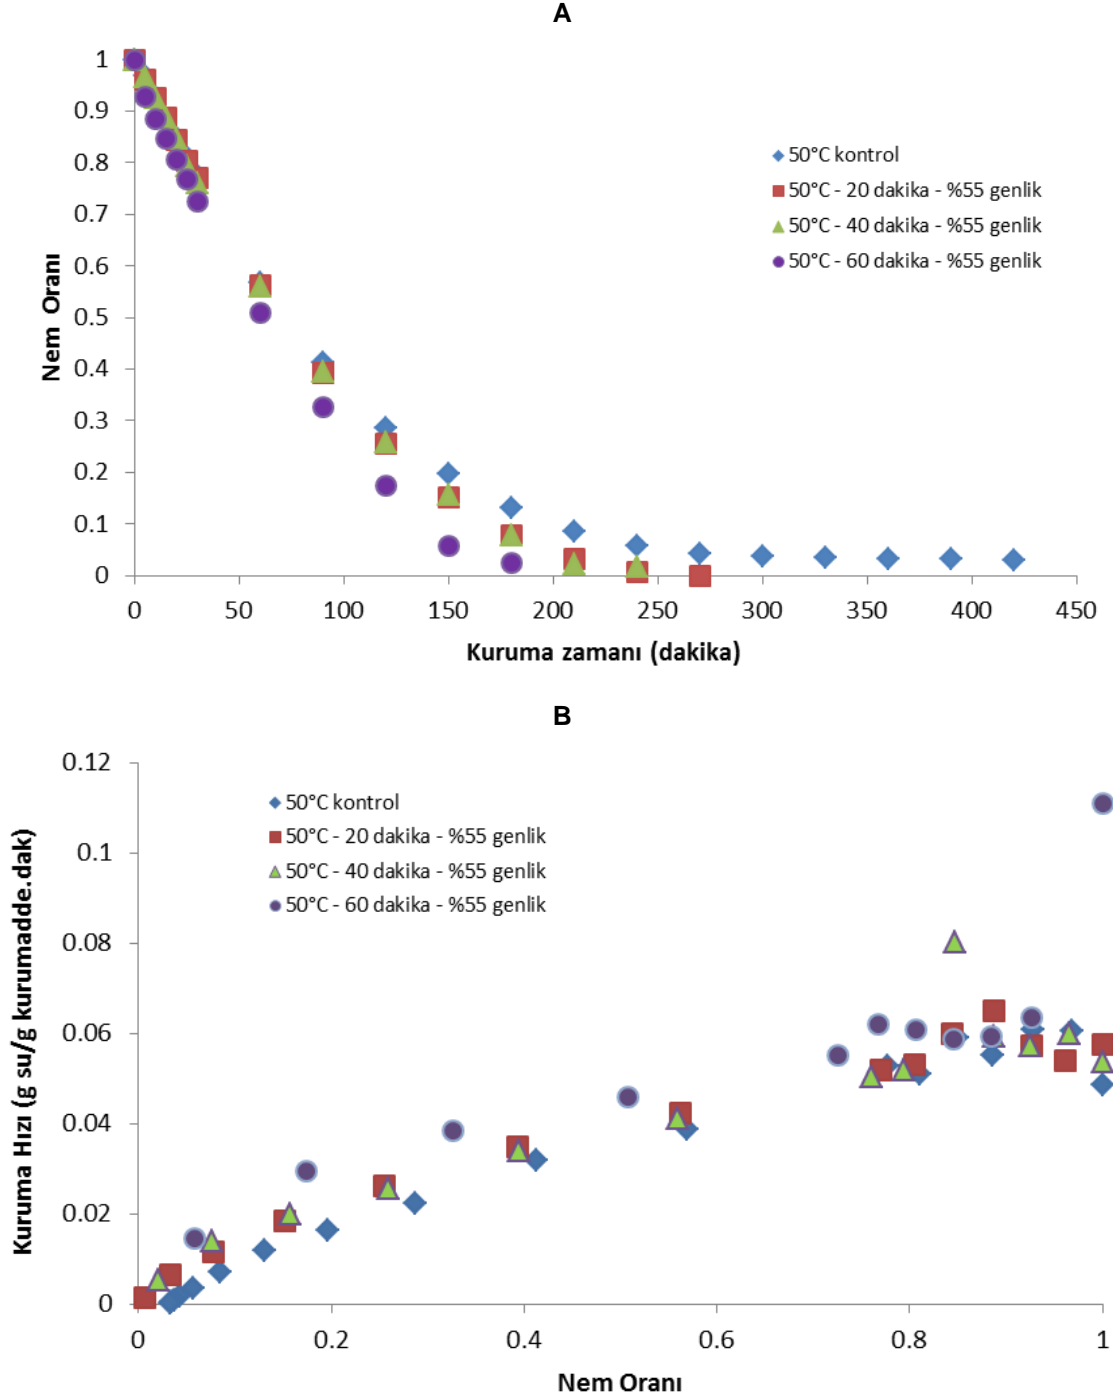 A
1
0.9
0.8
0.7
0.6
0.5
0.4
0.3
0.2
0.1
0
Nem Oranı
50°C kontrol
50°C - 20 dakika - %55 genlik
50°C - 40 dakika - %55 genlik
50°C - 60 dakika - %55 genlik
0 50 100 150 200 250 300 350 400 450
Kuruma zamanı (dakika)
B
0.12
0.1
0.08
0.06
0.04
0.02
0
Kuruma Hızı (g su/g kurumadde.dak)
50°C kontrol
50°C - 20 dakika - %55 genlik
50°C - 40 dakika - %55 genlik
50°C - 60 dakika - %55 genlik
0 0.2 0.4 0.6 0.8 1
Nem Oranı